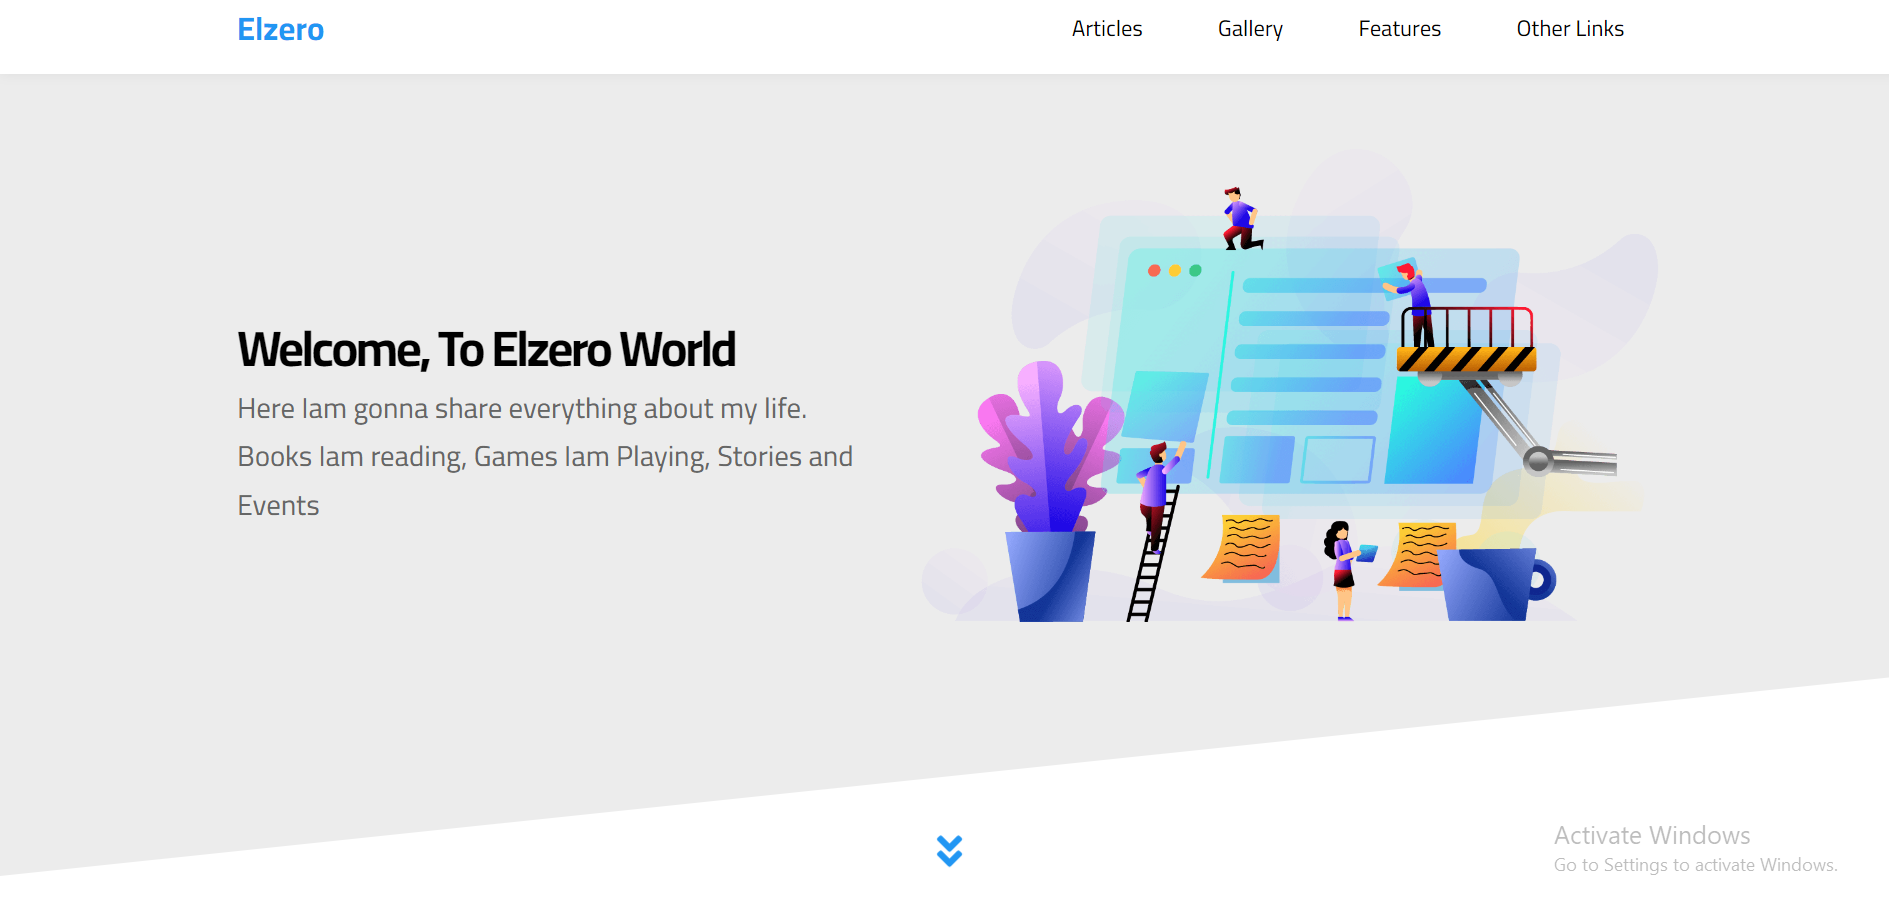 Elzero
Articles
Gallery
Features
Other Links
Welcome, To Elzero World
Here Iam gonna share everything about my life.
Books Iam reading, Games Iam Playing, Stories and
Events
Activate Windows
Go to Settings to activate Windows.